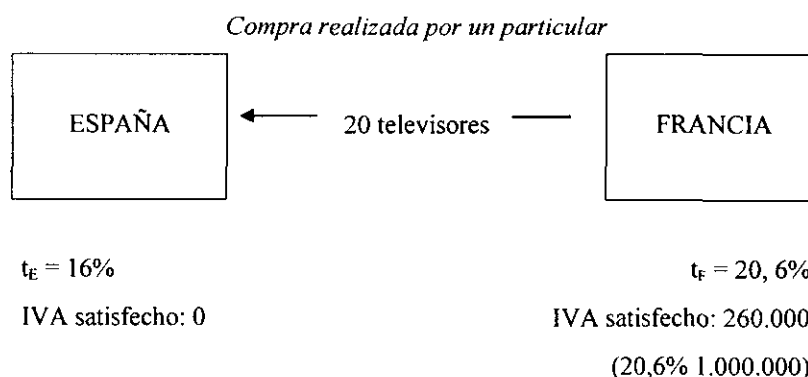 Compra realizada por un particular
ESPAÑA
20 televisores
FRANCIA
t_E = 16%
t_F = 20, 6%
IVA satisfecho: 0
IVA satisfecho: 260.000
(20,6% 1.000.000)